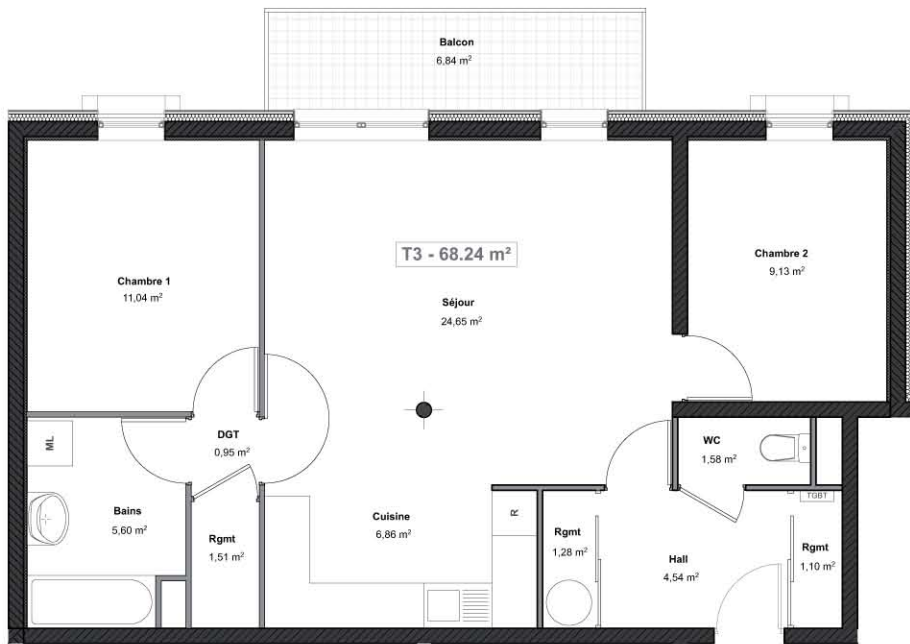 Balcon
6,84 m²
T3 - 68.24 m²
Chambre 1
11,04 m²
Séjour
24,65 m²
Chambre 2
9,13 m²
DGT
0,95 m²
WC
1,58 m²
ML
Bains
5,60 m²
Rgmt
1,51 m²
Cuisine
6,86 m²
R
Rgmt
1,28 m²
Hall
4,54 m²
TGBT
Rgmt
1,10 m²